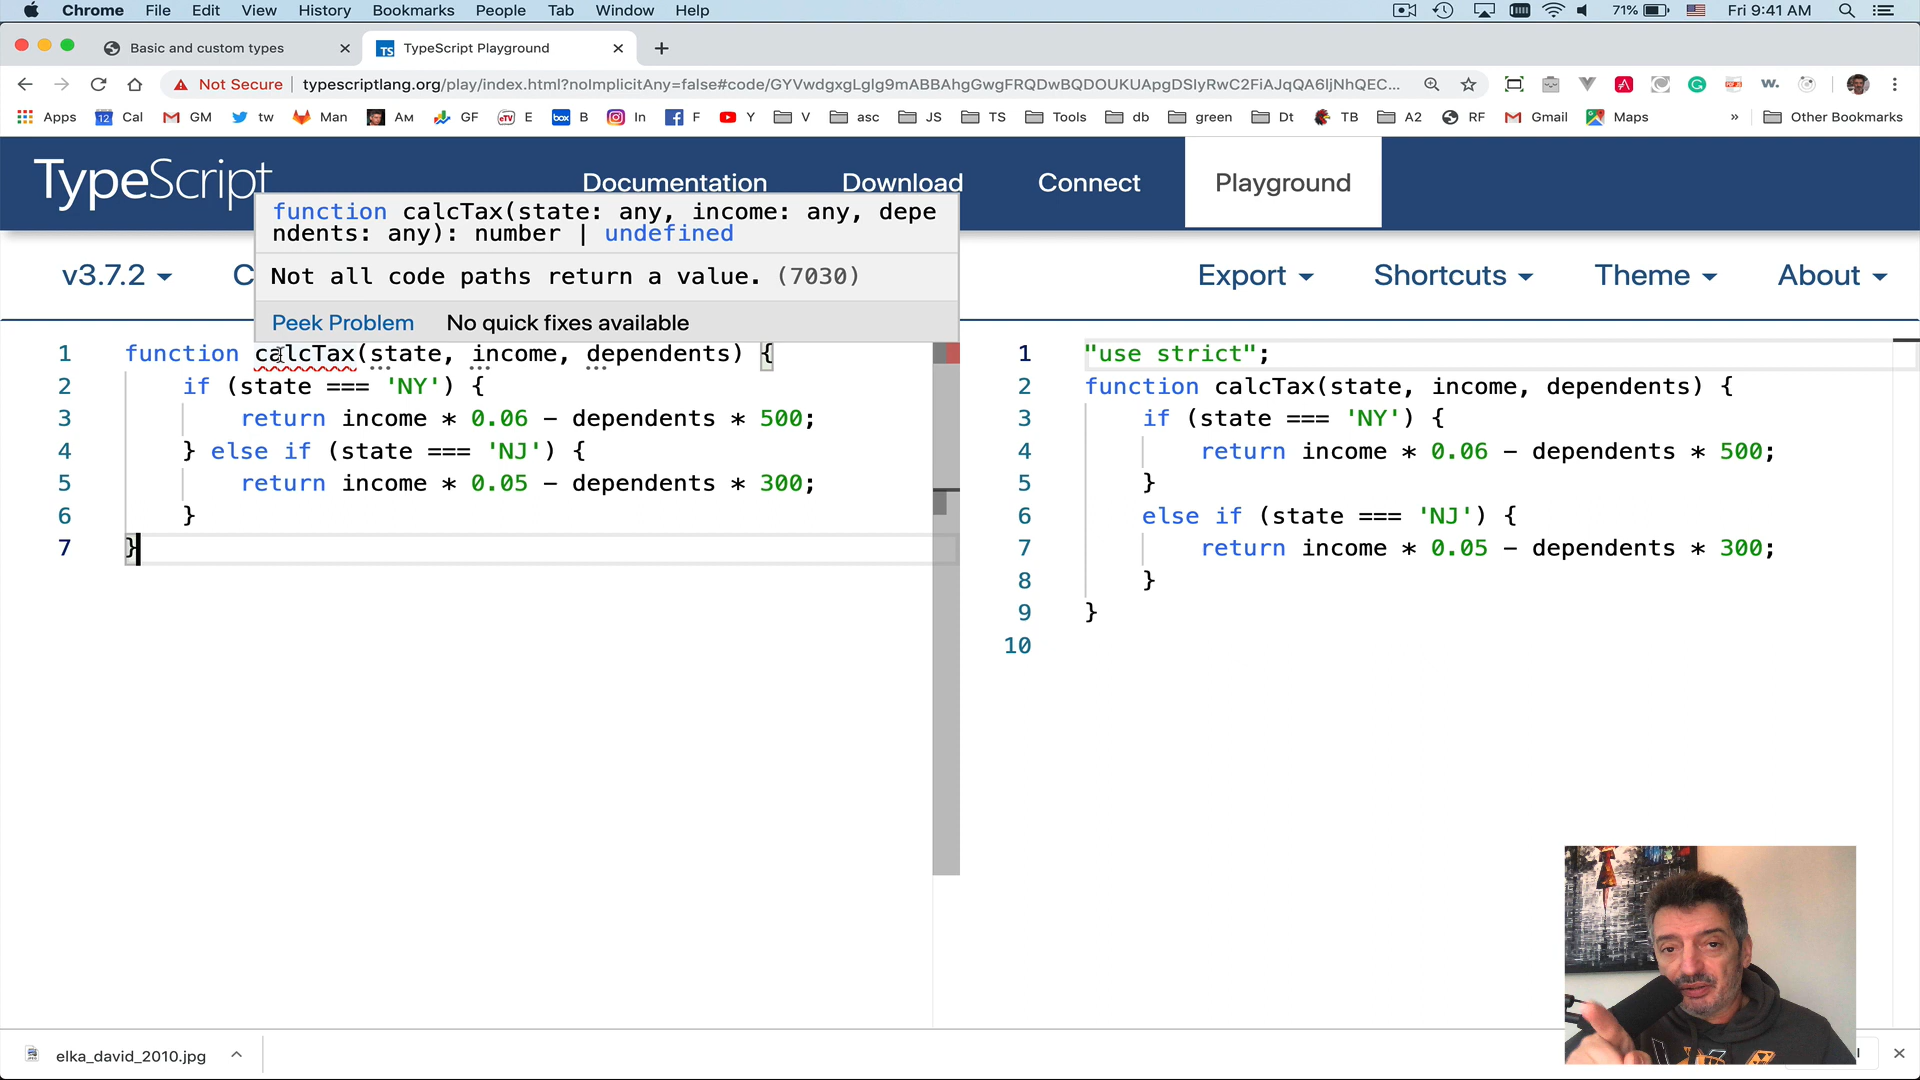 Chrome File Edit View History Bookmarks People Tab Window Help 71% Fri 9:41 AM
Basic and custom types TS TypeScript Playground
Not Secure typescriptlang.org/play/index.html?noImplicitAny=false#code/GYVwdgxgLglg9mABBAhgGwgFRQDwBQDOUKUApgDSIyRwC2FiAJqQA6IjNhQEC...
Apps 12 Cal GM tw Man Ам GF eTV E box B In F Y V asc JS TS Tools db green Dt TB A2 RF Gmail Maps » Other Bookmarks
TypeScript Documentation Download Connect Playground
function calcTax(state: any, income: any, depe
ndents: any): number | undefined
v3.7.2 C Export Shortcuts Theme About
Not all code paths return a value. (7030)
Peek Problem No quick fixes available
1 function calcTax(state, income, dependents) {
2 if (state === 'NY') {
3 return income * 0.06 - dependents * 500;
4 } else if (state === 'NJ') {
5 return income * 0.05 - dependents * 300;
6 }
7 }
1 "use strict";
2 function calcTax(state, income, dependents) {
3 if (state === 'NY') {
4 return income * 0.06 - dependents * 500;
5 }
6 else if (state === 'NJ') {
7 return income * 0.05 - dependents * 300;
8 }
9 }
10
elka_david_2010.jpg